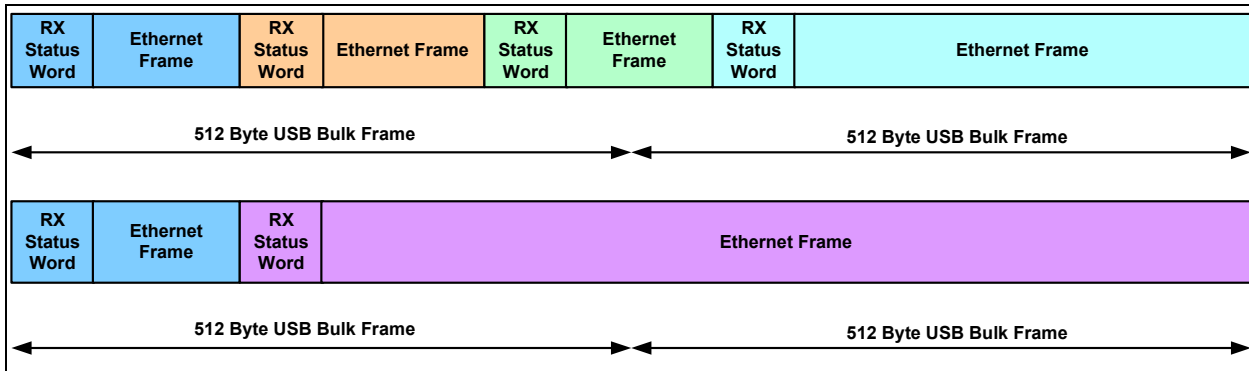 RX
Status
Word
Ethernet
Frame
RX
Status
Word
Ethernet Frame
RX
Status
Word
Ethernet
Frame
RX
Status
Word
Ethernet Frame
512 Byte USB Bulk Frame
512 Byte USB Bulk Frame
RX
Status
Word
Ethernet
Frame
RX
Status
Word
Ethernet Frame
512 Byte USB Bulk Frame
512 Byte USB Bulk Frame